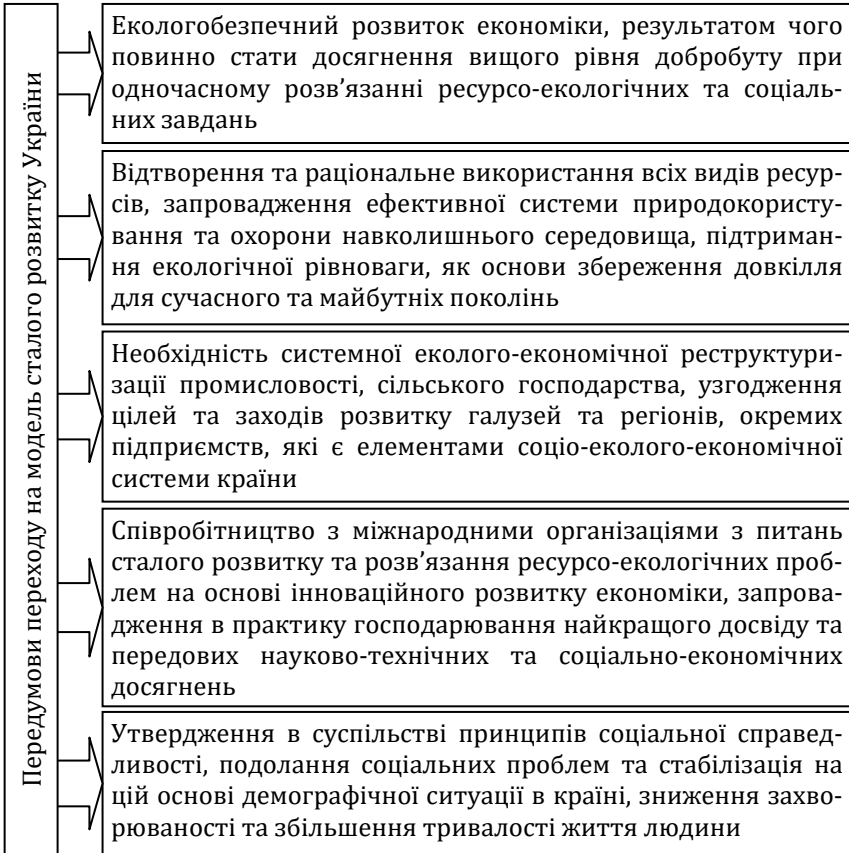 Передумови переходу на модель сталого розвитку України
Екологобезпечний розвиток економіки, результатом чого
повинно стати досягнення вищого рівня добробуту при
одночасному розв'язанні ресурсо-екологічних та соціаль-
них завдань
Відтворення та раціональне використання всіх видів ресур-
сів, запровадження ефективної системи природокористу-
вання та охорони навколишнього середовища, підтриман-
ня екологічної рівноваги, як основи збереження довкілля
для сучасного та майбутніх поколінь
Необхідність системної еколого-економічної реструктури-
зації промисловості, сільського господарства, узгодження
цілей та заходів розвитку галузей та регіонів, окремих
підприємств, які є елементами соціо-еколого-економічної
системи країни
Співробітництво з міжнародними організаціями з питань
сталого розвитку та розв'язання ресурсо-екологічних проб-
лем на основі інноваційного розвитку економіки, запрова-
дження в практику господарювання найкращого досвіду та
передових науково-технічних та соціально-економічних
досягнень
Утвердження в суспільстві принципів соціальної справед-
ливості, подолання соціальних проблем та стабілізація на
цій основі демографічної ситуації в країні, зниження захво-
рюваності та збільшення тривалості життя людини